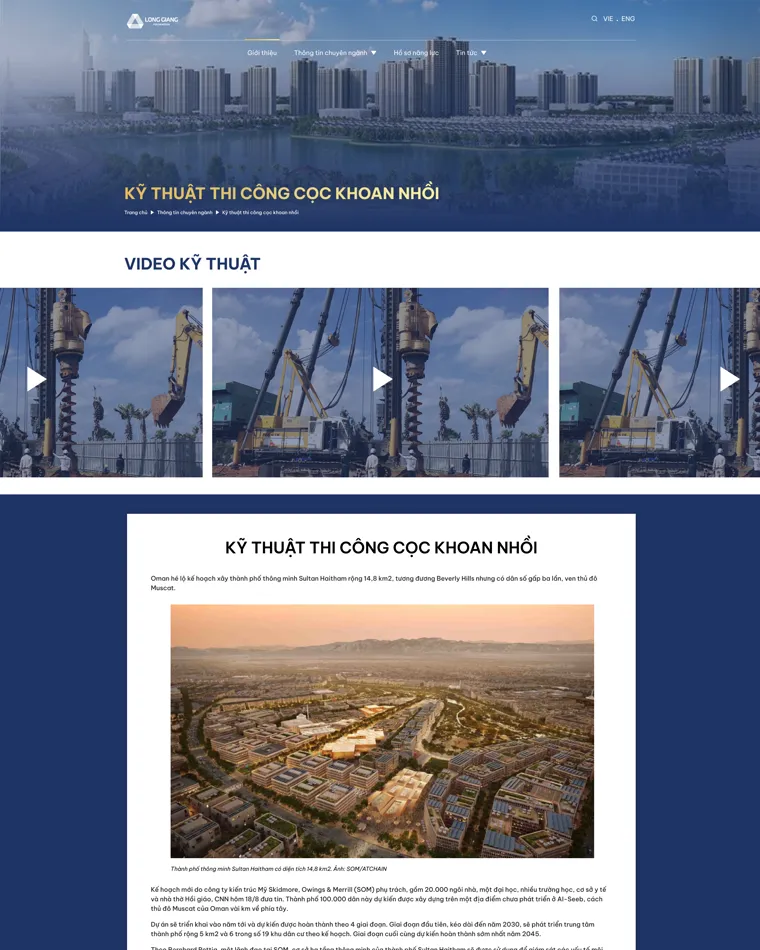 LONG GIANG
VIE . ENG
Giới thiệu
Thông tin chuyên ngành
Hồ sơ năng lực
Tin tức
KỸ THUẬT THI CÔNG CỌC KHOAN NHỒI
Trang chủ ▶ Thông tin chuyên ngành ▶ Kỹ thuật thi công cọc khoan nhồi
VIDEO KỸ THUẬT
KỸ THUẬT THI CÔNG CỌC KHOAN NHỒI
Oman hé lộ kế hoạch xây thành phố thông minh Sultan Haitham rộng 14,8 km2, tương đương Beverly Hills nhưng có dân số gấp ba lần, ven thủ đô
Muscat.
Thành phố thông minh Sultan Haitham có diện tích 14,8 km2. Ảnh: SOM/ATCHAIN
Kế hoạch mới do công ty kiến trúc Mỹ Skidmore, Owings & Merrill (SOM) phụ trách, gồm 20.000 ngôi nhà, một đại học, nhiều trường học, cơ sở y tế
và nhà thờ Hồi giáo, CNN hôm 18/8 đưa tin. Thành phố 100.000 dân này dự kiến được xây dựng trên một địa điểm chưa phát triển ở Al-Seeb, cách
thủ đô Muscat của Oman vài km về phía tây.
Dự án sẽ triển khai vào năm tới và dự kiến được hoàn thành theo 4 giai đoạn. Giai đoạn đầu tiên, kéo dài đến năm 2030, sẽ phát triển trung tâm
thành phố rộng 5 km2 và 6 trong số 19 khu dân cư theo kế hoạch. Giai đoạn cuối cùng dự kiến hoàn thành sớm nhất năm 2045.